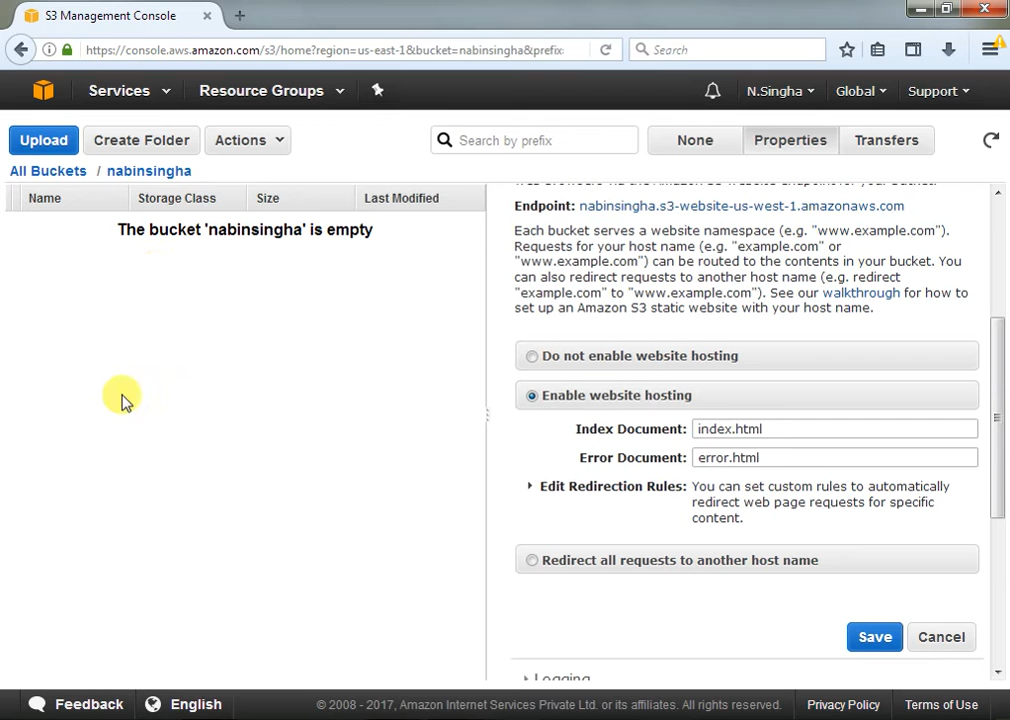 S3 Management Console
https://console.aws.amazon.com/s3/home?region=us-east-1&bucket=nabinsingha&prefix=
Search
Services
Resource Groups
N.Singha
Global
Support
Upload
Create Folder
Actions
Search by prefix
None
Properties
Transfers
All Buckets / nabinsingha
Name
Storage Class
Size
Last Modified
The bucket 'nabinsingha' is empty
Endpoint: nabinsingha.s3-website-us-west-1.amazonaws.com
Each bucket serves a website namespace (e.g. "www.example.com").
Requests for your host name (e.g. "example.com" or
"www.example.com") can be routed to the contents in your bucket. You
can also redirect requests to another host name (e.g. redirect
"example.com" to "www.example.com"). See our walkthrough for how to
set up an Amazon S3 static website with your host name.
Do not enable website hosting
Enable website hosting
Index Document: index.html
Error Document: error.html
Edit Redirection Rules: You can set custom rules to automatically
redirect web page requests for specific
content.
Redirect all requests to another host name
Save
Cancel
Logging
Feedback
English
© 2008 - 2017, Amazon Internet Services Private Ltd. or its affiliates. All rights reserved.
Privacy Policy
Terms of Use